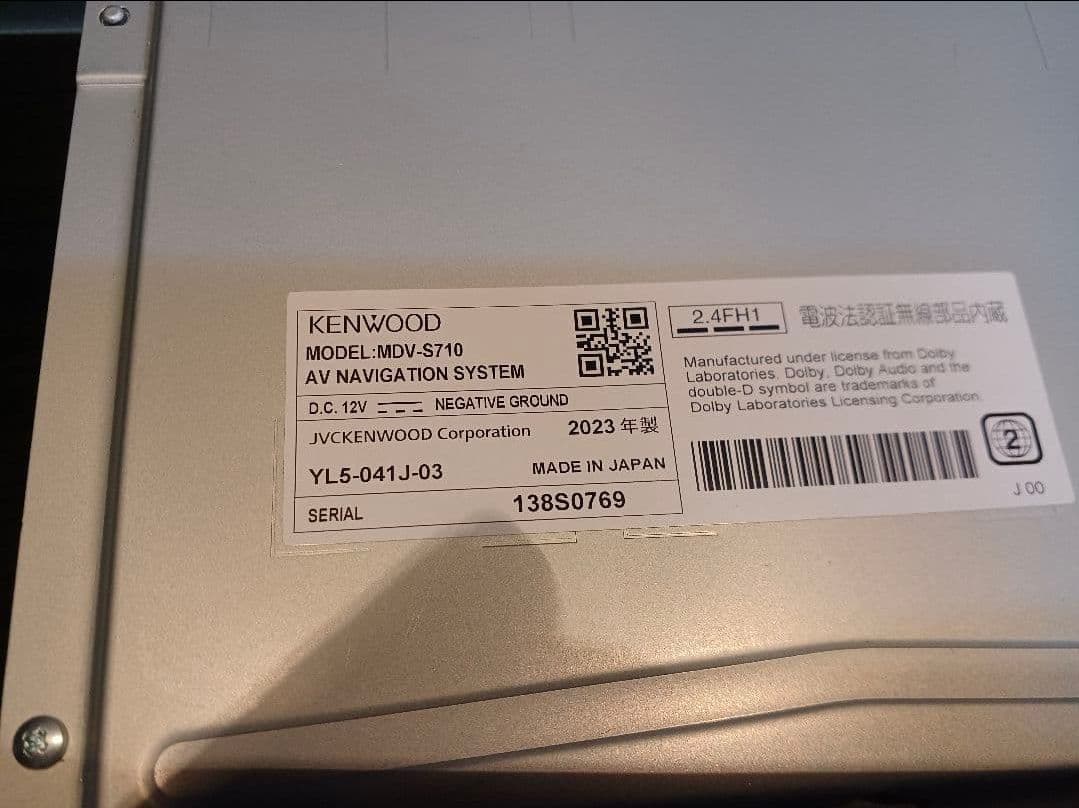 KENWOOD
MODEL:MDV-S710
AV NAVIGATION SYSTEM
D.C. 12V NEGATIVE GROUND
JVCKENWOOD Corporation 2023 年製
YL5-041J-03 MADE IN JAPAN
SERIAL 138S0769
2.4FH1 電波法認証無線部品内蔵
Manufactured under license from Dolby
Laboratories. Dolby, Dolby Audio and the
double-D symbol are trademarks of
Dolby Laboratories Licensing Corporation.
2
J 00